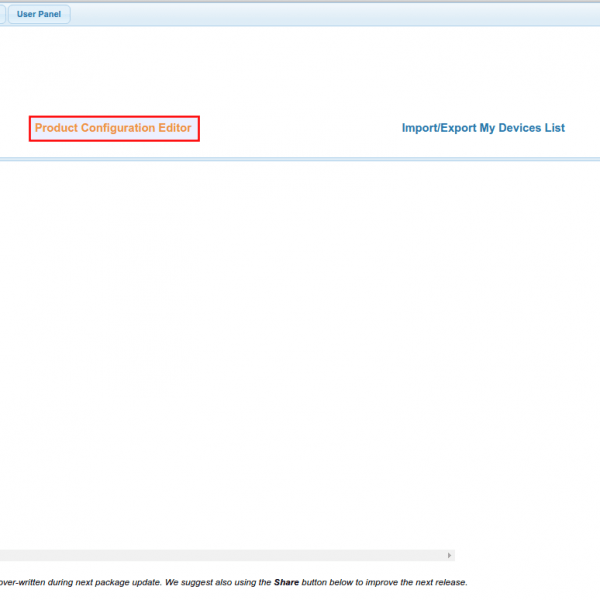 User Panel
Product Configuration Editor Import/Export My Devices List
over-written during next package update. We suggest also using the Share button below to improve the next release.